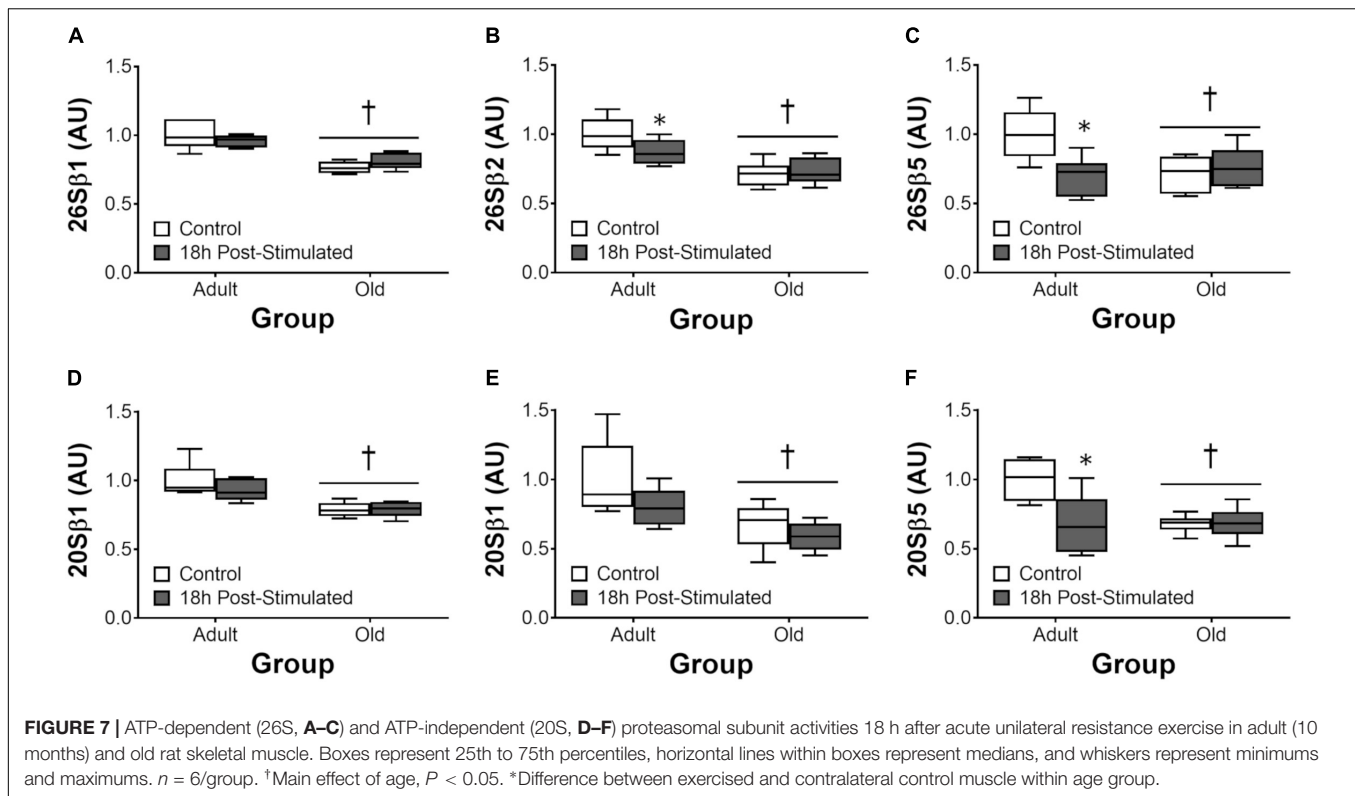 A
26Sβ1 (AU)
1.5
1.0
0.5
0.0
†
Control
18h Post-Stimulated
Adult
Old
Group
B
26Sβ2 (AU)
1.5
1.0
0.5
0.0
*
†
Control
18h Post-Stimulated
Adult
Old
Group
C
26Sβ5 (AU)
1.5
1.0
0.5
0.0
*
†
Control
18h Post-Stimulated
Adult
Old
Group
D
20Sβ1 (AU)
1.5
1.0
0.5
0.0
†
Control
18h Post-Stimulated
Adult
Old
Group
E
20Sβ1 (AU)
1.5
1.0
0.5
0.0
†
Control
18h Post-Stimulated
Adult
Old
Group
F
20Sβ5 (AU)
1.5
1.0
0.5
0.0
*
†
Control
18h Post-Stimulated
Adult
Old
Group
FIGURE 7 | ATP-dependent (26S, A–C) and ATP-independent (20S, D–F) proteasomal subunit activities 18 h after acute unilateral resistance exercise in adult (10
months) and old rat skeletal muscle. Boxes represent 25th to 75th percentiles, horizontal lines within boxes represent medians, and whiskers represent minimums
and maximums. n = 6/group. †Main effect of age, P < 0.05. *Difference between exercised and contralateral control muscle within age group.